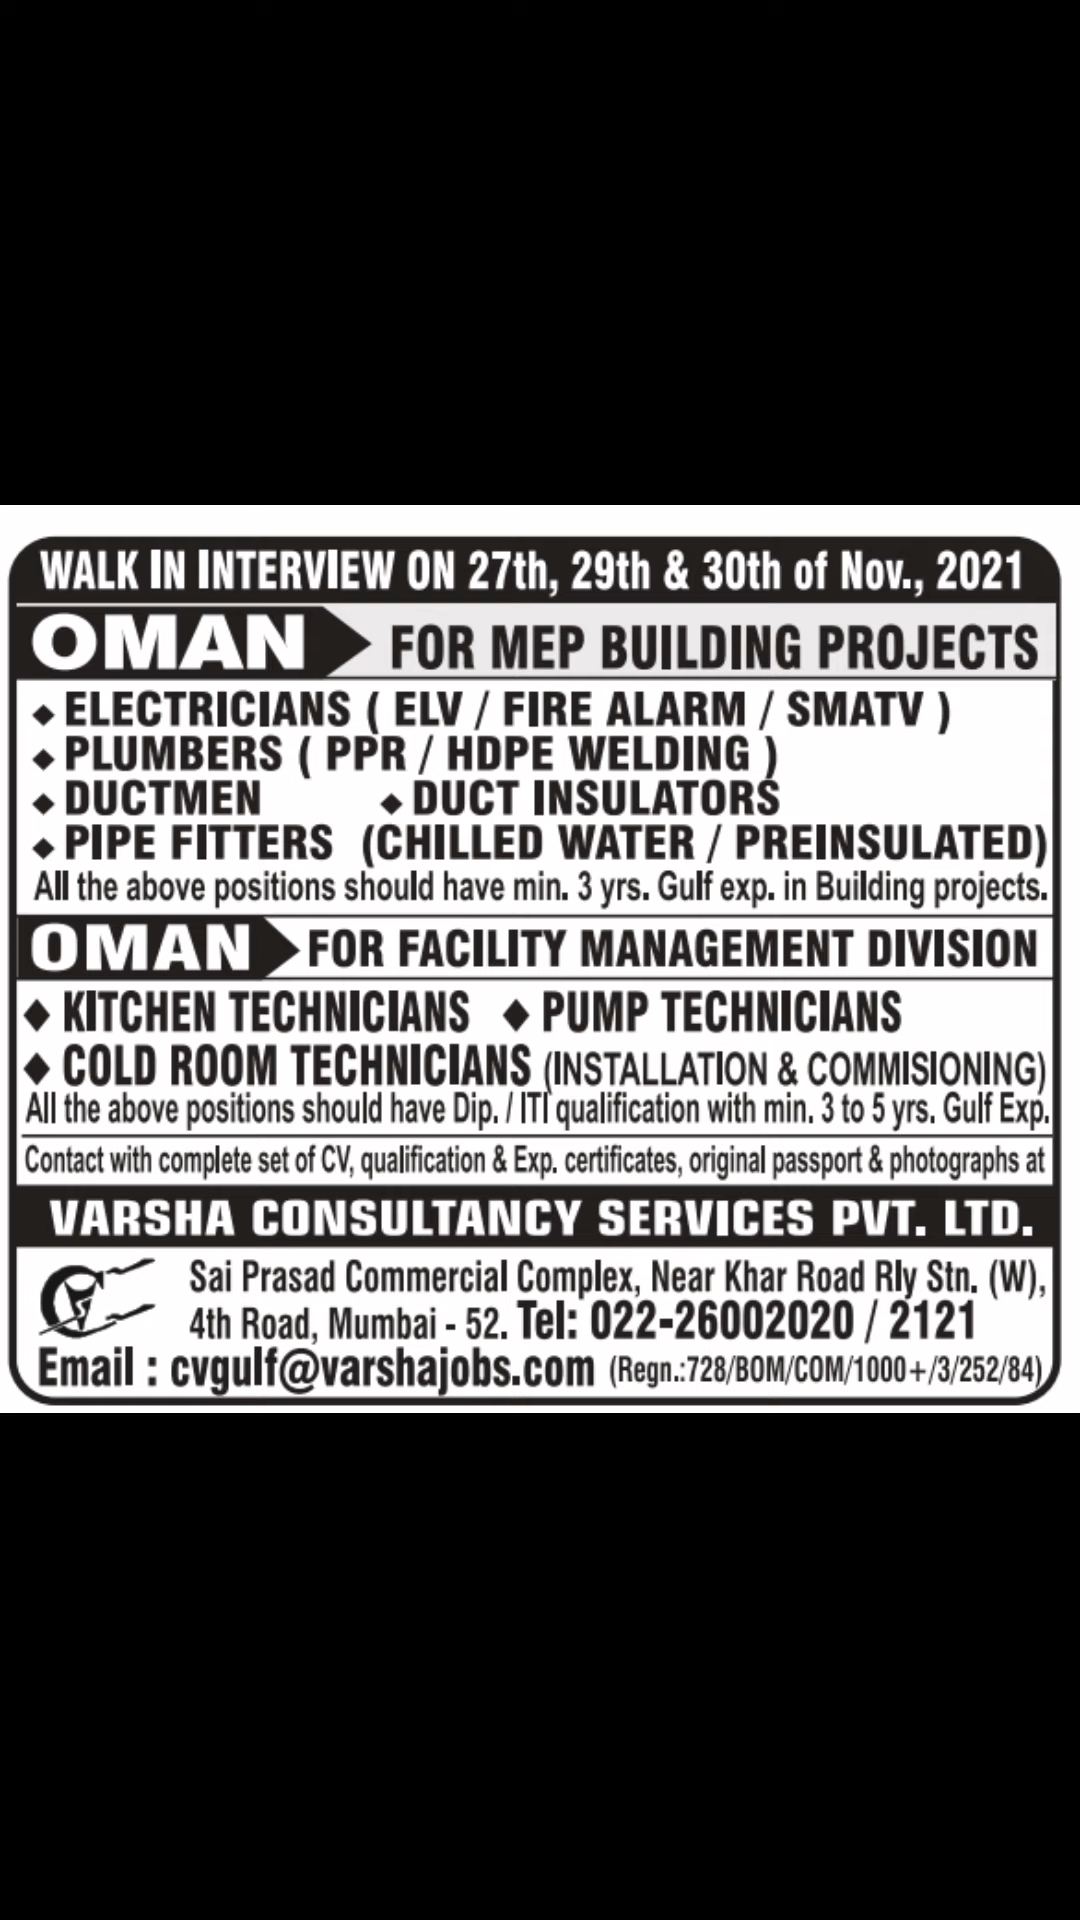 WALK IN INTERVIEW ON 27th, 29th & 30th of Nov., 2021
OMAN FOR MEP BUILDING PROJECTS
◆ ELECTRICIANS ( ELV / FIRE ALARM / SMATV )
◆ PLUMBERS ( PPR / HDPE WELDING )
◆ DUCTMEN ◆ DUCT INSULATORS
◆ PIPE FITTERS (CHILLED WATER / PREINSULATED)
All the above positions should have min. 3 yrs. Gulf exp. in Building projects.
OMAN FOR FACILITY MANAGEMENT DIVISION
◆ KITCHEN TECHNICIANS ◆ PUMP TECHNICIANS
◆ COLD ROOM TECHNICIANS (INSTALLATION & COMMISIONING)
All the above positions should have Dip. / ITI qualification with min. 3 to 5 yrs. Gulf Exp.
Contact with complete set of CV, qualification & Exp. certificates, original passport & photographs at
VARSHA CONSULTANCY SERVICES PVT. LTD.
Sai Prasad Commercial Complex, Near Khar Road Rly Stn. (W),
4th Road, Mumbai - 52. Tel: 022-26002020 / 2121
Email : cvgulf@varshajobs.com (Regn.:728/BOM/COM/1000+/3/252/84)